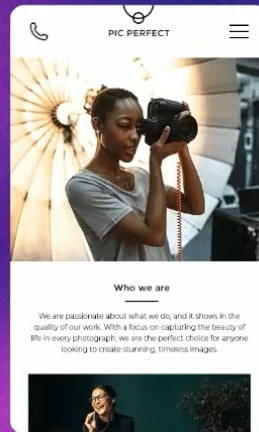 PIC PERFECT
Who we are
We are passionate about what we do, and it shows in the
quality of our work. With a focus on capturing the beauty of
life in every photograph, we are the perfect choice for anyone
looking to create stunning, timeless images.